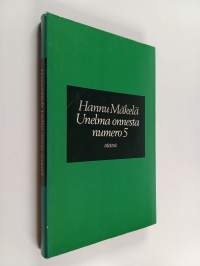 Hannu Mäkelä
Unelma onnesta
numero 5
otava